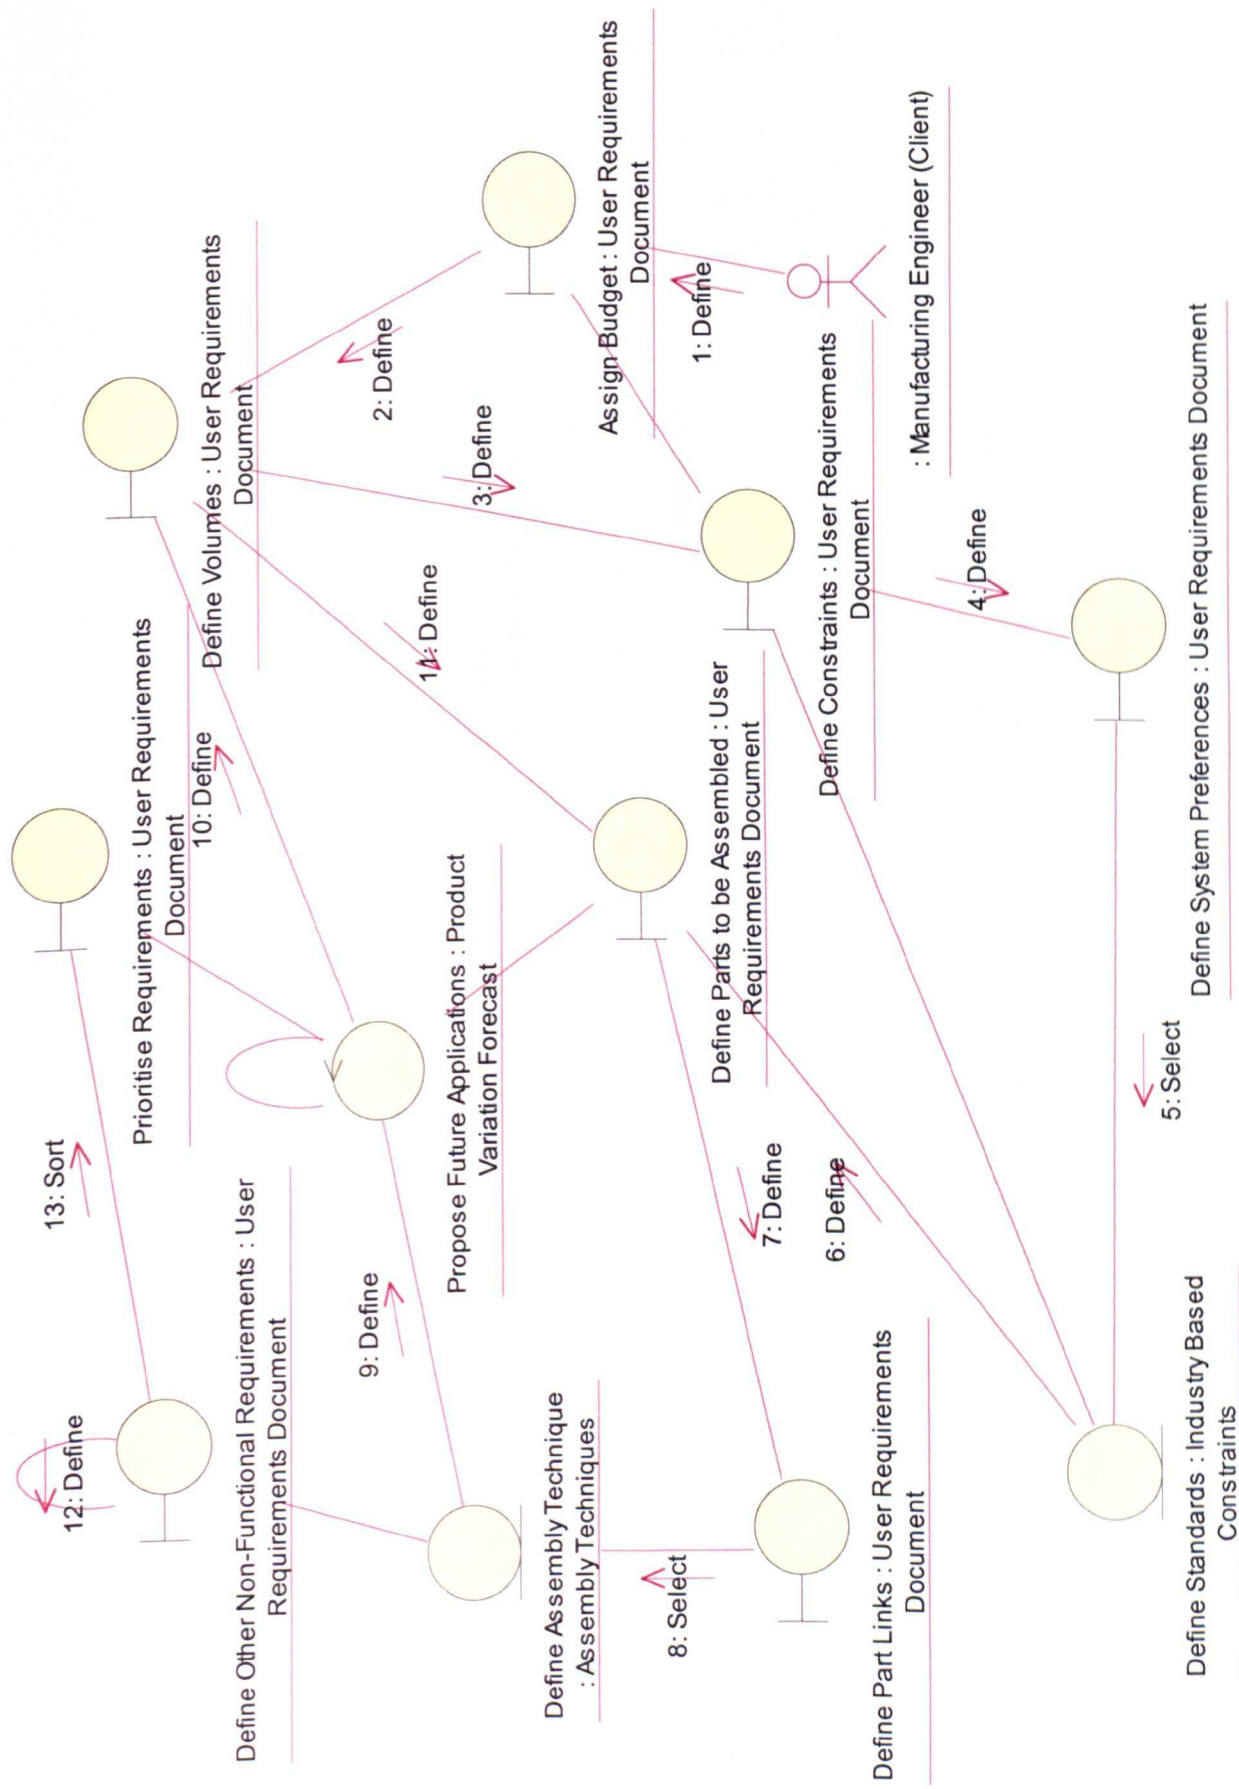 12: Define
13: Sort
Define Other Non-Functional Requirements : User
Requirements Document
Prioritise Requirements : User Requirements
Document
10: Define
Define Volumes : User Requirements
Document
9: Define
2: Define
3: Define
11: Define
Propose Future Applications : Product
Variation Forecast
Define Assembly Technique
: Assembly Techniques
Assign Budget : User Requirements
Document
8: Select
1: Define
Define Parts to be Assembled : User
Requirements Document
7: Define
6: Define
Define Constraints : User Requirements
Document
Define Part Links : User Requirements
Document
: Manufacturing Engineer (Client)
4: Define
5: Select
Define System Preferences : User Requirements Document
Define Standards : Industry Based
Constraints